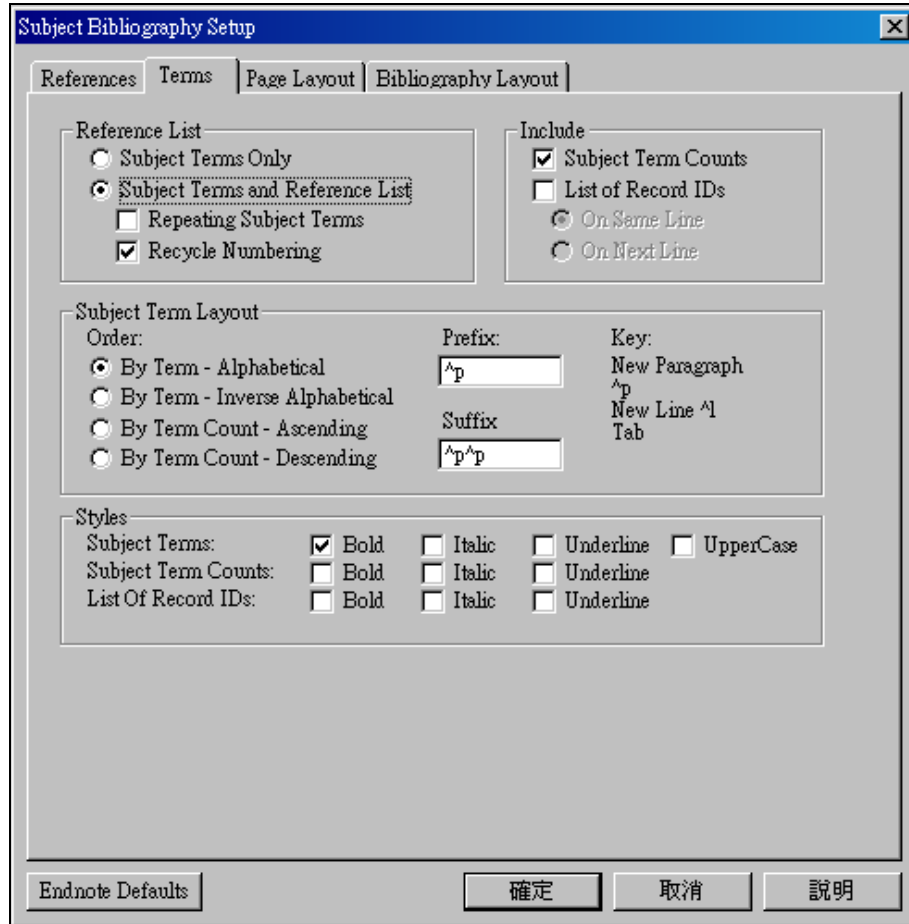 Subject Bibliography Setup
References Terms Page Layout Bibliography Layout
Reference List
Subject Terms Only
Subject Terms and Reference List
Repeating Subject Terms
Recycle Numbering
Include
Subject Term Counts
List of Record IDs
On Same Line
On Next Line
Subject Term Layout
Order:
By Term - Alphabetical
By Term - Inverse Alphabetical
By Term Count - Ascending
By Term Count - Descending
Prefix:
^p
Suffix
^p^p
Key:
New Paragraph
^p
New Line ^l
Tab
Styles
Subject Terms: Bold Italic Underline UpperCase
Subject Term Counts: Bold Italic Underline
List Of Record IDs: Bold Italic Underline
Endnote Defaults 確定 取消 說明